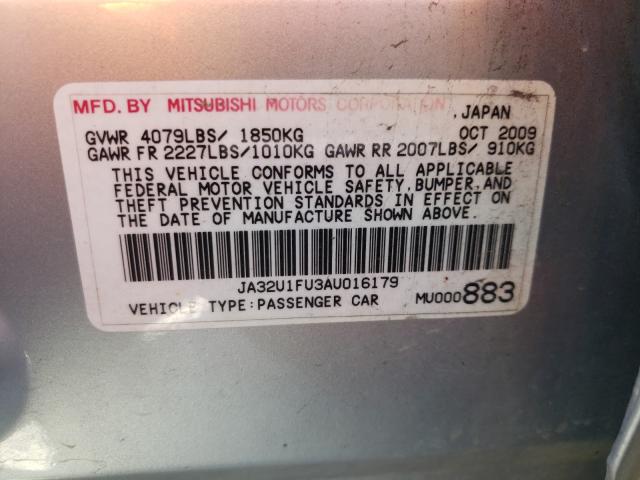 MFD. BY MITSUBISHI MOTORS CORPORATION, JAPAN
GVWR 4079LBS/ 1850KG OCT 2009
GAWR FR 2227LBS/1010KG GAWR RR 2007LBS/ 910KG
THIS VEHICLE CONFORMS TO ALL APPLICABLE
FEDERAL MOTOR VEHICLE SAFETY, BUMPER, AND
THEFT PREVENTION STANDARDS IN EFFECT ON
THE DATE OF MANUFACTURE SHOWN ABOVE.
JA32U1FU3AU016179
VEHICLE TYPE: PASSENGER CAR MU000883